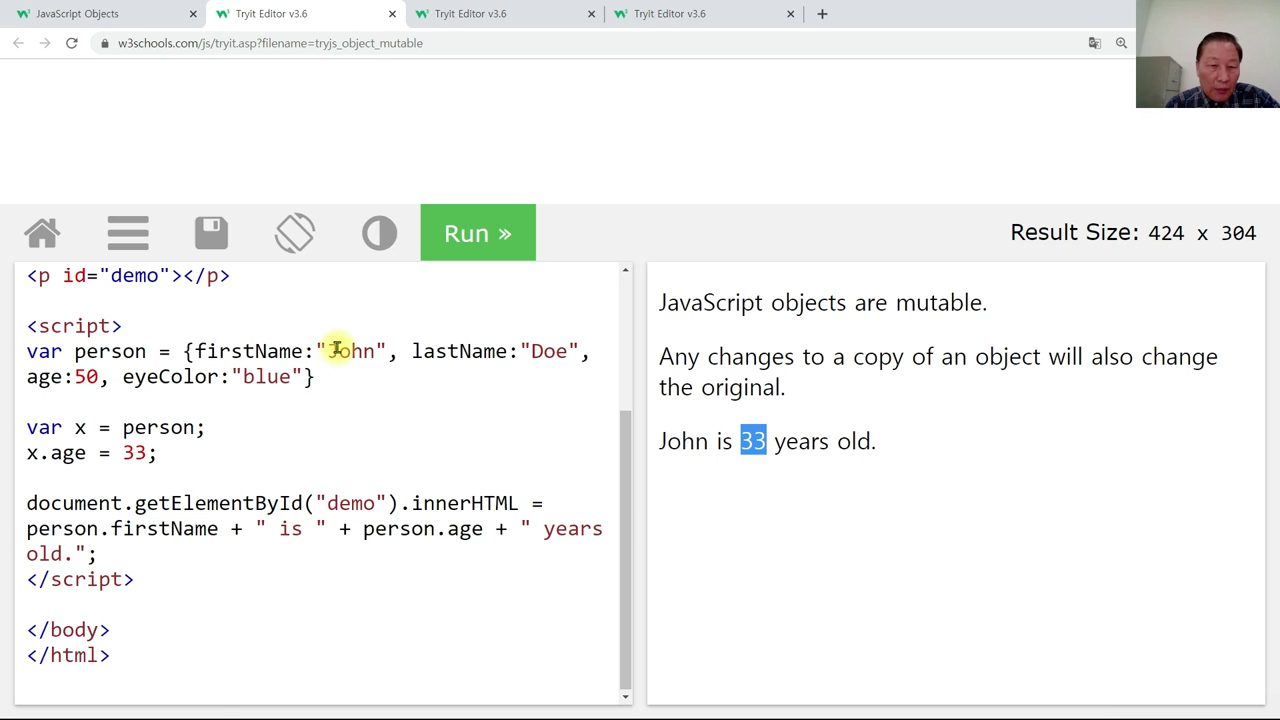 JavaScript Objects
Tryit Editor v3.6
Tryit Editor v3.6
Tryit Editor v3.6
w3schools.com/js/tryit.asp?filename=tryjs_object_mutable
Run »
Result Size: 424 x 304
<p id="demo"></p>
<script>
var person = {firstName:"John", lastName:"Doe",
age:50, eyeColor:"blue"}
var x = person;
x.age = 33;
document.getElementById("demo").innerHTML =
person.firstName + " is " + person.age + " years
old.";
</script>
</body>
</html>
JavaScript objects are mutable.
Any changes to a copy of an object will also change
the original.
John is 33 years old.